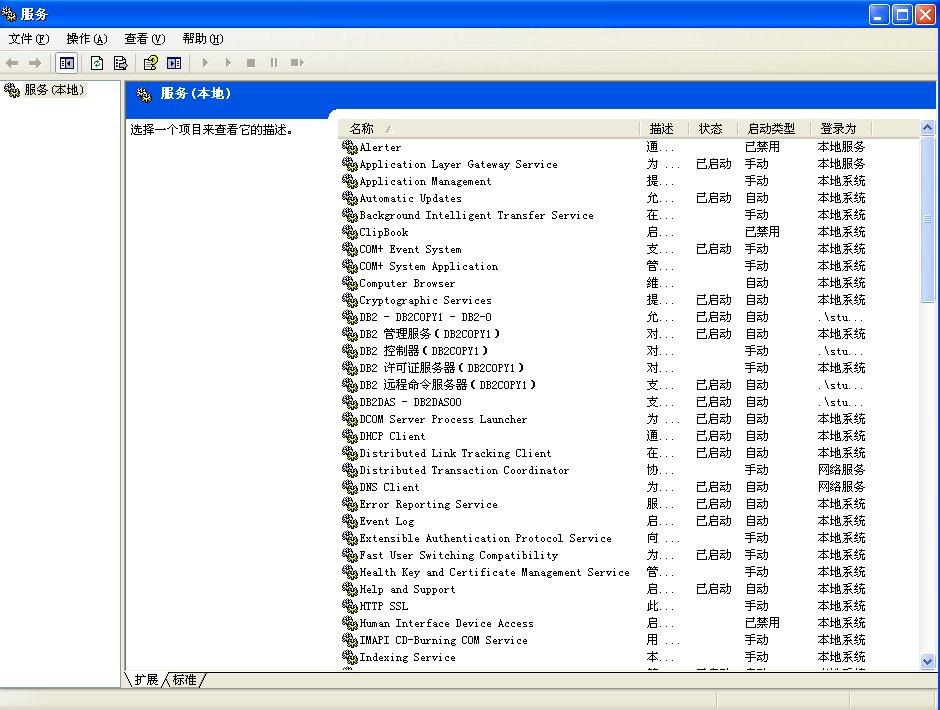 服务
文件(F) 操作(A) 查看(V) 帮助(H)
服务(本地)
服务(本地)
选择一个项目来查看它的描述。
名称 描述 状态 启动类型 登录为
Alerter 通... 已禁用 本地服务
Application Layer Gateway Service 为 ... 已启动 手动 本地服务
Application Management 提... 手动 本地系统
Automatic Updates 允... 已启动 自动 本地系统
Background Intelligent Transfer Service 在... 手动 本地系统
ClipBook 启... 已禁用 本地系统
COM+ Event System 支... 已启动 手动 本地系统
COM+ System Application 管... 手动 本地系统
Computer Browser 维... 自动 本地系统
Cryptographic Services 提... 已启动 自动 本地系统
DB2 - DB2COPY1 - DB2-0 允... 已启动 自动 .\stu...
DB2 管理服务(DB2COPY1) 对... 已启动 自动 本地系统
DB2 控制器(DB2COPY1) 对... 手动 .\stu...
DB2 许可证服务器(DB2COPY1) 对... 手动 本地系统
DB2 远程命令服务器(DB2COPY1) 支... 已启动 自动 .\stu...
DB2DAS - DB2DAS00 支... 已启动 自动 .\stu...
DCOM Server Process Launcher 为 ... 已启动 自动 本地系统
DHCP Client 通... 已启动 自动 本地系统
Distributed Link Tracking Client 在... 已启动 自动 本地系统
Distributed Transaction Coordinator 协... 手动 网络服务
DNS Client 为... 已启动 自动 网络服务
Error Reporting Service 服... 已启动 自动 本地系统
Event Log 启... 已启动 自动 本地系统
Extensible Authentication Protocol Service 向 ... 手动 本地系统
Fast User Switching Compatibility 为... 已启动 手动 本地系统
Health Key and Certificate Management Service 管... 手动 本地系统
Help and Support 启... 已启动 自动 本地系统
HTTP SSL 此... 手动 本地系统
Human Interface Device Access 启... 已禁用 本地系统
IMAPI CD-Burning COM Service 用 ... 手动 本地系统
Indexing Service 本... 手动 本地系统
扩展 标准